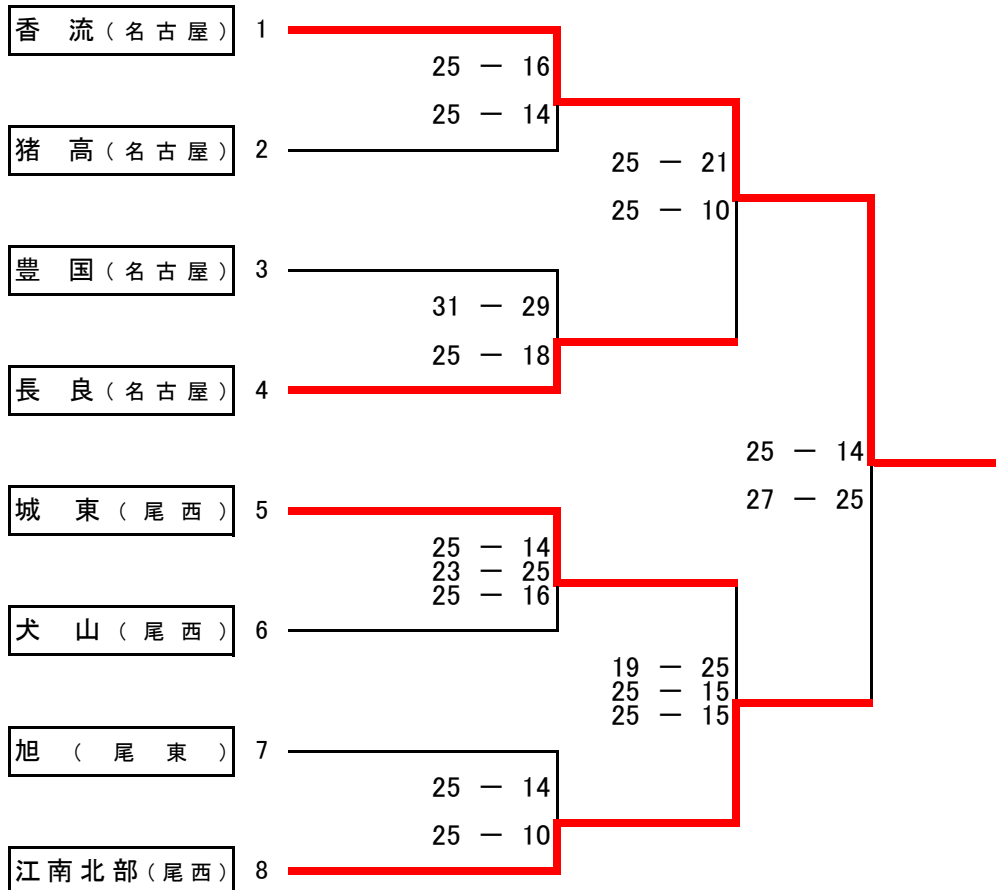 香流(名古屋) 1
25 － 16
25 － 14
猪高(名古屋) 2
25 － 21
25 － 10
豊国(名古屋) 3
31 － 29
25 － 18
長良(名古屋) 4
25 － 14
27 － 25
城東(尾西) 5
25 － 14
23 － 25
25 － 16
犬山(尾西) 6
19 － 25
25 － 15
25 － 15
旭(尾東) 7
25 － 14
25 － 10
江南北部(尾西) 8